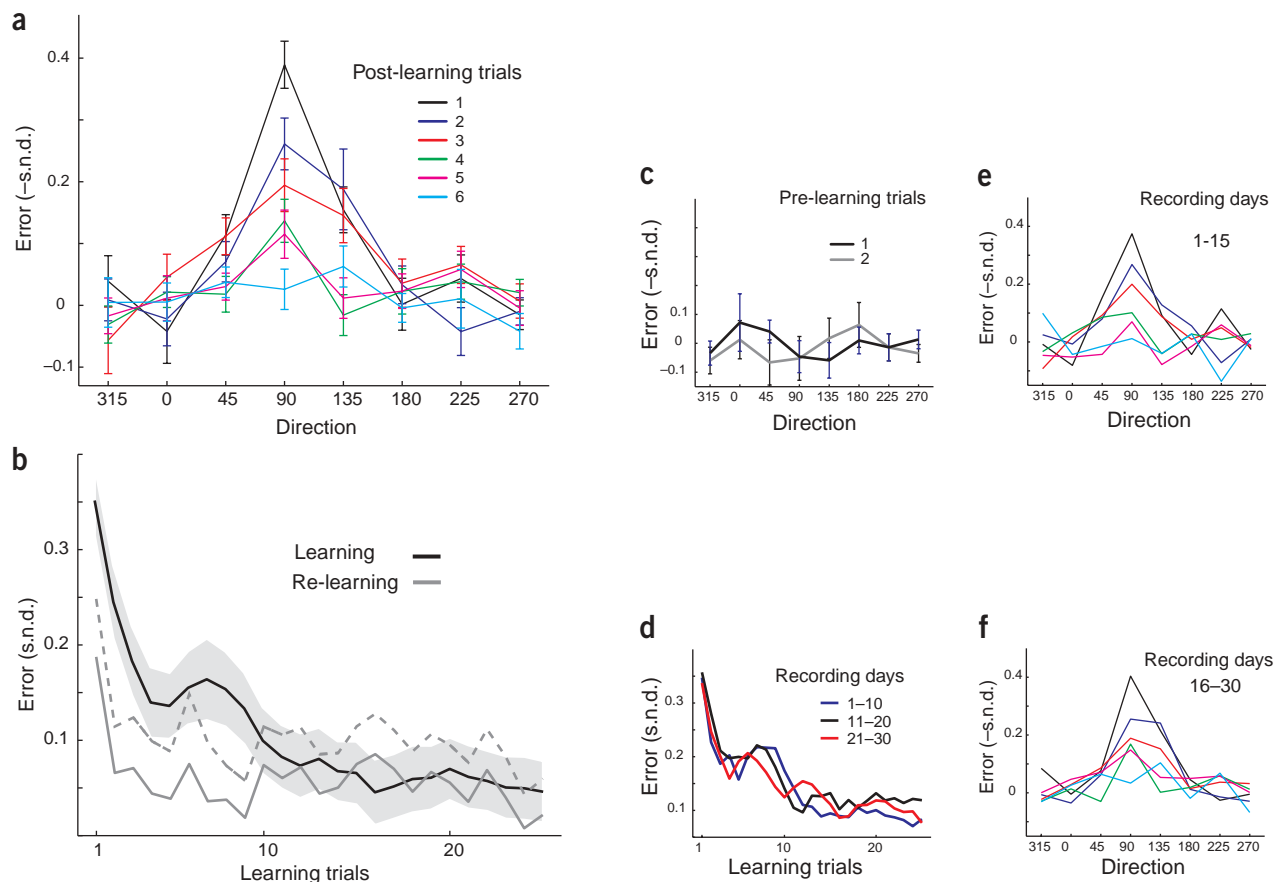 a
Post-learning trials
1
2
3
4
5
6
Error (–s.n.d.)
0.4
0.2
0
–0.1
315 0 45 90 135 180 225 270
Direction
b
Learning
Re-learning
Error (s.n.d.)
0.3
0.2
0.1
1 10 20
Learning trials
c
Pre-learning trials
1
2
Error (–s.n.d.)
0.1
0
–0.1
315 0 45 90 135 180 225 270
Direction
d
Recording days
1–10
11–20
21–30
Error (s.n.d.)
0.3
0.2
0.1
1 10 20
Learning trials
e
Recording days
1-15
Error (–s.n.d.)
0.4
0.2
0
315 0 45 90 135 180 225 270
Direction
f
Recording days
16–30
Error (–s.n.d.)
0.4
0.2
0
315 0 45 90 135 180 225 270
Direction